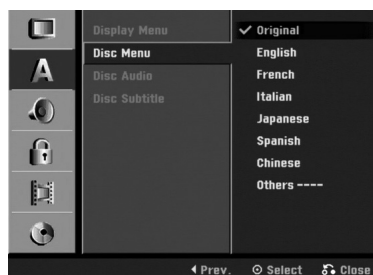 Display Menu
Disc Menu
Disc Audio
Disc Subtitle
A
✓ Original
English
French
Italian
Japanese
Spanish
Chinese
Others ----
◀ Prev. ⊙ Select Close